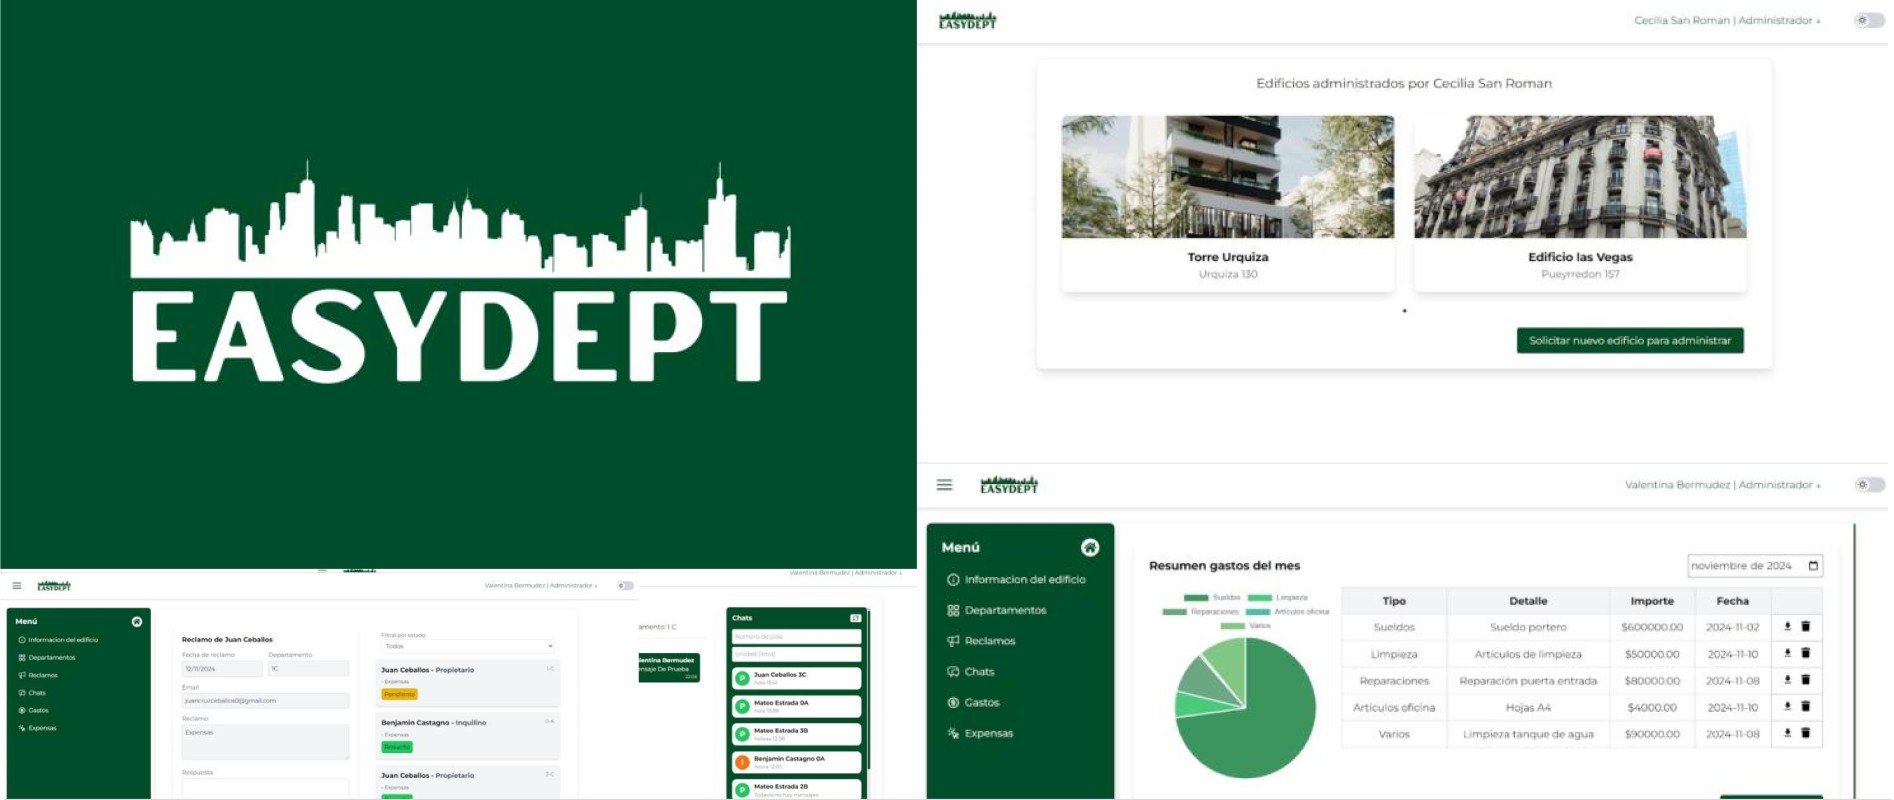 EASYDEPT
EASYDEPT
Cecilia San Roman | Administrador
Edificios administrados por Cecilia San Roman
Torre Urquiza
Urquiza 130
Edificio las Vegas
Pueyrredon 157
Solicitar nuevo edificio para administrar
EASYDEPT
Valentina Bermudez | Administrador
Menú
Informacion del edificio
Departamentos
Reclamos
Chats
Gastos
Expensas
Resumen gastos del mes
noviembre de 2024
Sueldos Limpieza
Reparaciones Artículos oficina
Varios
Tipo Detalle Importe Fecha
Sueldos Sueldo portero $600000.00 2024-11-02
Limpieza Artículos de limpieza $50000.00 2024-11-10
Reparaciones Reparación puerta entrada $80000.00 2024-11-08
Artículos oficina Hojas A4 $4000.00 2024-11-10
Varios Limpieza tanque de agua $90000.00 2024-11-08
EASYDEPT
Valentina Bermudez | Administrador
Menú
Informacion del edificio
Departamentos
Reclamos
Chats
Gastos
Expensas
Reclamo de Juan Ceballos
Fecha de reclamo Departamento
12/11/2024 1C
Email
juancruzceballos0@gmail.com
Reclamo
Expensas
Respuesta
Filtrar por estado
Todos
Juan Ceballos - Propietario
- Expensas
Pendiente
Benjamin Castagno - Inquilino
- Expensas
Resuelto
Juan Ceballos - Propietario
- Expensas
Valentina Bermudez | Administrador
amento: 1 C
lentina Bermudez
ensaje De Prueba
Chats
Número de piso
Unidad (letra)
P Juan Ceballos 3C
P Mateo Estrada 0A
P Mateo Estrada 3B
I Benjamin Castagno 0A
P Mateo Estrada 2B
Todavía no hay mensajes